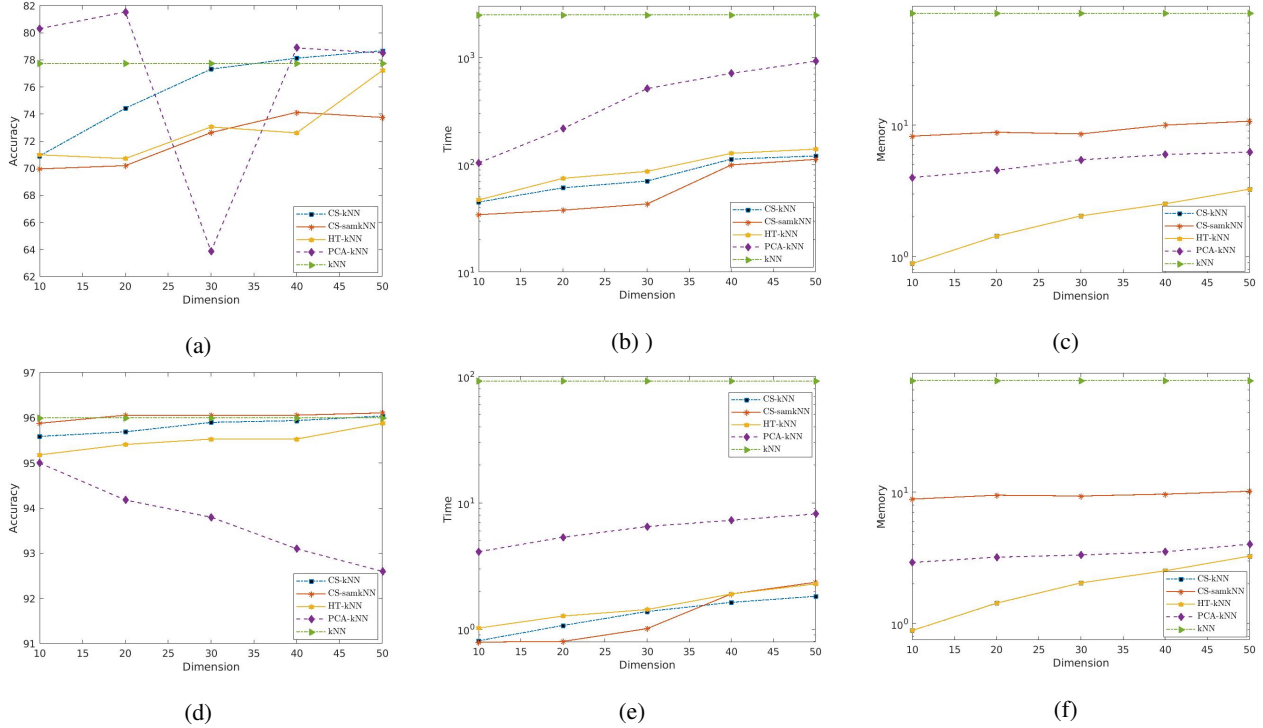 82
80
78
76
74
72
70
68
66
64
62
Accuracy
CS-kNN
CS-samkNN
HT-kNN
PCA-kNN
kNN
10 15 20 25 30 35 40 45 50
Dimension
(a)
10^3
10^2
10^1
Time
CS-kNN
CS-samkNN
HT-kNN
PCA-kNN
kNN
10 15 20 25 30 35 40 45 50
Dimension
(b) )
10^1
10^0
Memory
CS-kNN
CS-samkNN
HT-kNN
PCA-kNN
kNN
10 15 20 25 30 35 40 45 50
Dimension
(c)
97
96
95
94
93
92
91
Accuracy
CS-kNN
CS-samkNN
HT-kNN
PCA-kNN
kNN
10 15 20 25 30 35 40 45 50
Dimension
(d)
10^2
10^1
10^0
Time
CS-kNN
CS-samkNN
HT-kNN
PCA-kNN
kNN
10 15 20 25 30 35 40 45 50
Dimension
(e)
10^1
10^0
Memory
CS-kNN
CS-samkNN
HT-kNN
PCA-kNN
kNN
10 15 20 25 30 35 40 45 50
Dimension
(f)